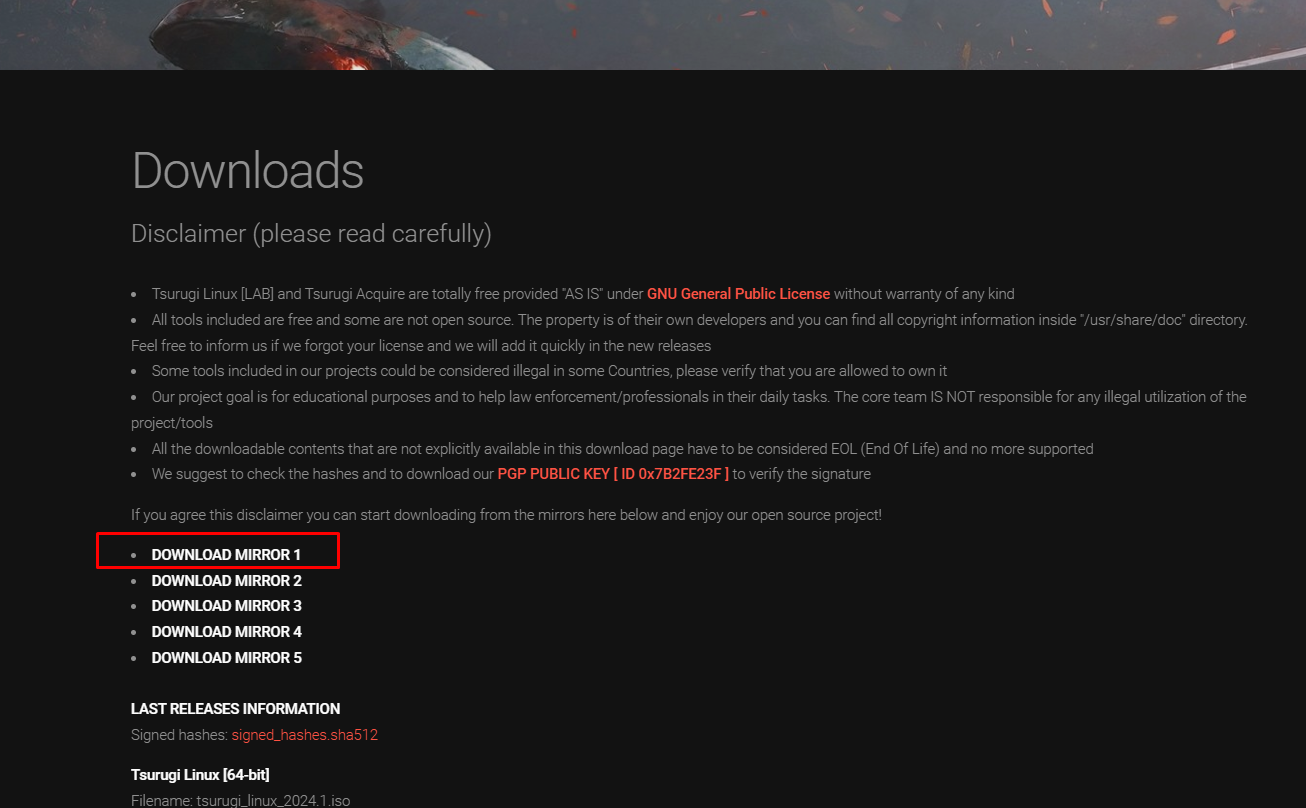 Downloads
Disclaimer (please read carefully)
• Tsurugi Linux [LAB] and Tsurugi Acquire are totally free provided "AS IS" under GNU General Public License without warranty of any kind
• All tools included are free and some are not open source. The property is of their own developers and you can find all copyright information inside "/usr/share/doc" directory.
Feel free to inform us if we forgot your license and we will add it quickly in the new releases
• Some tools included in our projects could be considered illegal in some Countries, please verify that you are allowed to own it
• Our project goal is for educational purposes and to help law enforcement/professionals in their daily tasks. The core team IS NOT responsible for any illegal utilization of the
project/tools
• All the downloadable contents that are not explicitly available in this download page have to be considered EOL (End Of Life) and no more supported
• We suggest to check the hashes and to download our PGP PUBLIC KEY [ ID 0x7B2FE23F ] to verify the signature
If you agree this disclaimer you can start downloading from the mirrors here below and enjoy our open source project!
• DOWNLOAD MIRROR 1
• DOWNLOAD MIRROR 2
• DOWNLOAD MIRROR 3
• DOWNLOAD MIRROR 4
• DOWNLOAD MIRROR 5
LAST RELEASES INFORMATION
Signed hashes: signed_hashes.sha512
Tsurugi Linux [64-bit]
Filename: tsurugi_linux_2024.1.iso